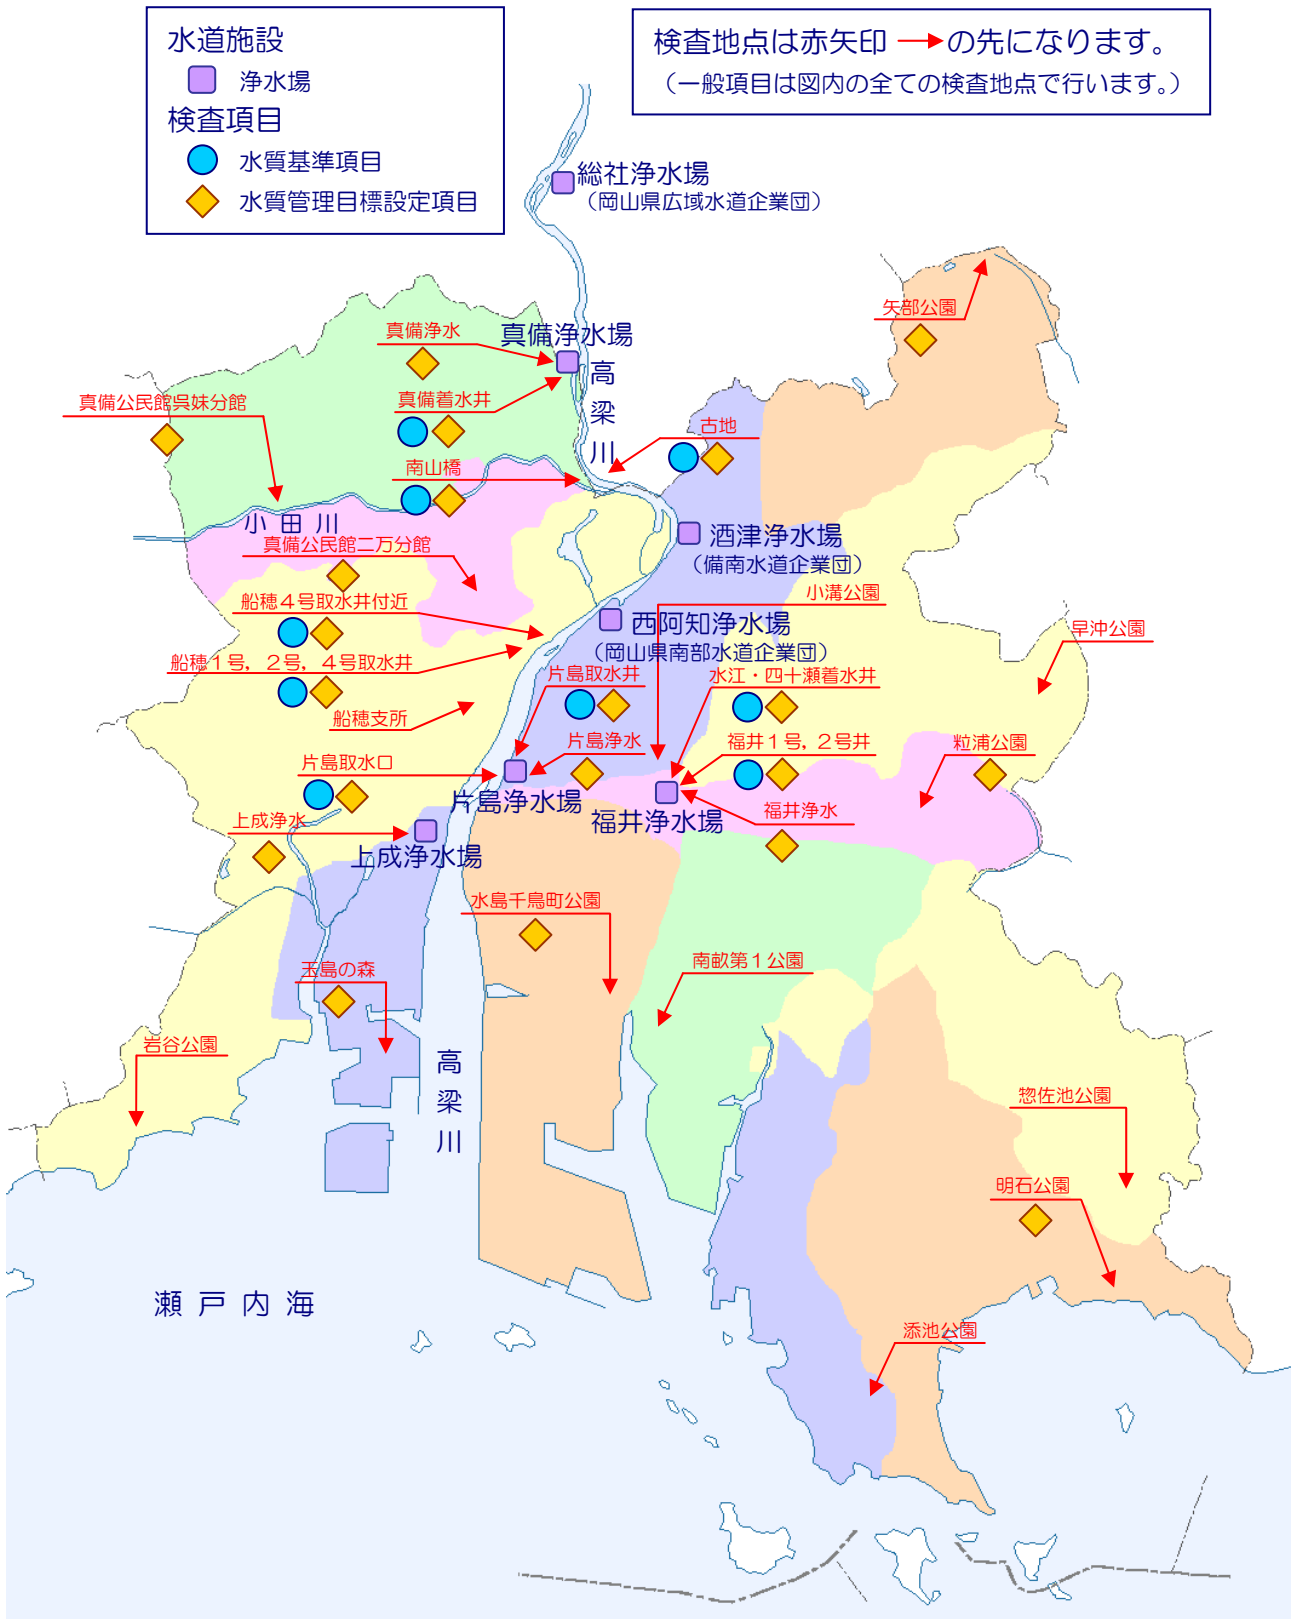 水道施設
浄水場
検査項目
水質基準項目
水質管理目標設定項目
検査地点は赤矢印→の先になります。
（一般項目は図内の全ての検査地点で行います。）
総社浄水場
（岡山県広域水道企業団）
矢部公園
真備浄水
真備浄水場
高梁川
真備着水井
真備公民館呉妹分館
古地
南山橋
小田川
酒津浄水場
（備南水道企業団）
真備公民館二万分館
小溝公園
船穂４号取水井付近
西阿知浄水場
（岡山県南部水道企業団）
早沖公園
船穂１号，２号，４号取水井
片島取水井
水江・四十瀬着水井
船穂支所
片島浄水
福井１号，２号井
粒浦公園
片島取水口
片島浄水場
福井浄水場
福井浄水
上成浄水
上成浄水場
水島千鳥町公園
玉島の森
南畝第１公園
岩谷公園
高梁川
惣佐池公園
明石公園
瀬戸内海
添池公園